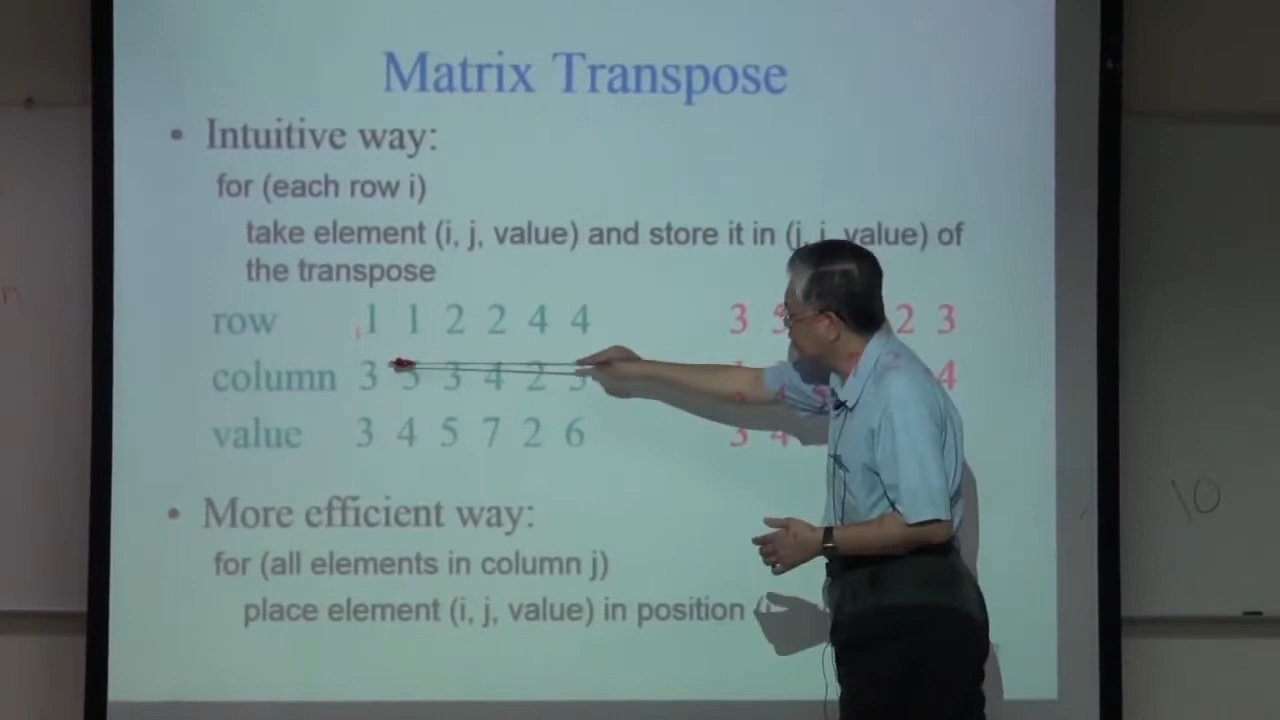 Matrix Transpose
• Intuitive way:
for (each row i)
take element (i, j, value) and store it in (j, i, value) of
the transpose
row 1 1 2 2 4 4 3 2 3
column 3 5 3 4 2 3 4
value 3 4 5 7 2 6 3 4
• More efficient way:
for (all elements in column j)
place element (i, j, value) in position
10